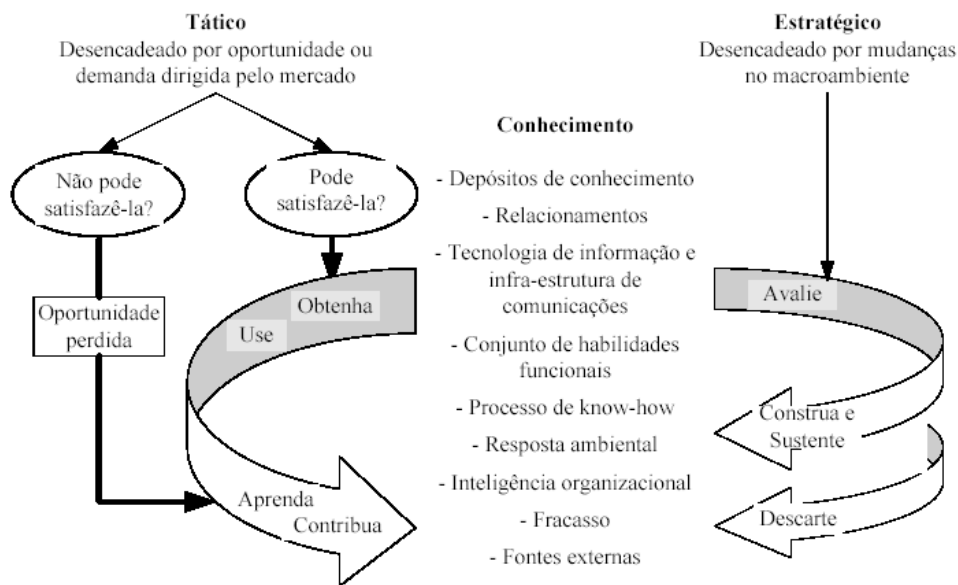 Tático
Desencadeado por oportunidade ou
demanda dirigida pelo mercado
Não pode
satisfazê-la?
Pode
satisfazê-la?
Oportunidade
perdida
Obtenha
Use
Aprenda
Contribua
Conhecimento
- Depósitos de conhecimento
- Relacionamentos
- Tecnologia de informação e
infra-estrutura de
comunicações
- Conjunto de habilidades
funcionais
- Processo de know-how
- Resposta ambiental
- Inteligência organizacional
- Fracasso
- Fontes externas
Estratégico
Desencadeado por mudanças
no macroambiente
Avalie
Construa e
Sustente
Descarte